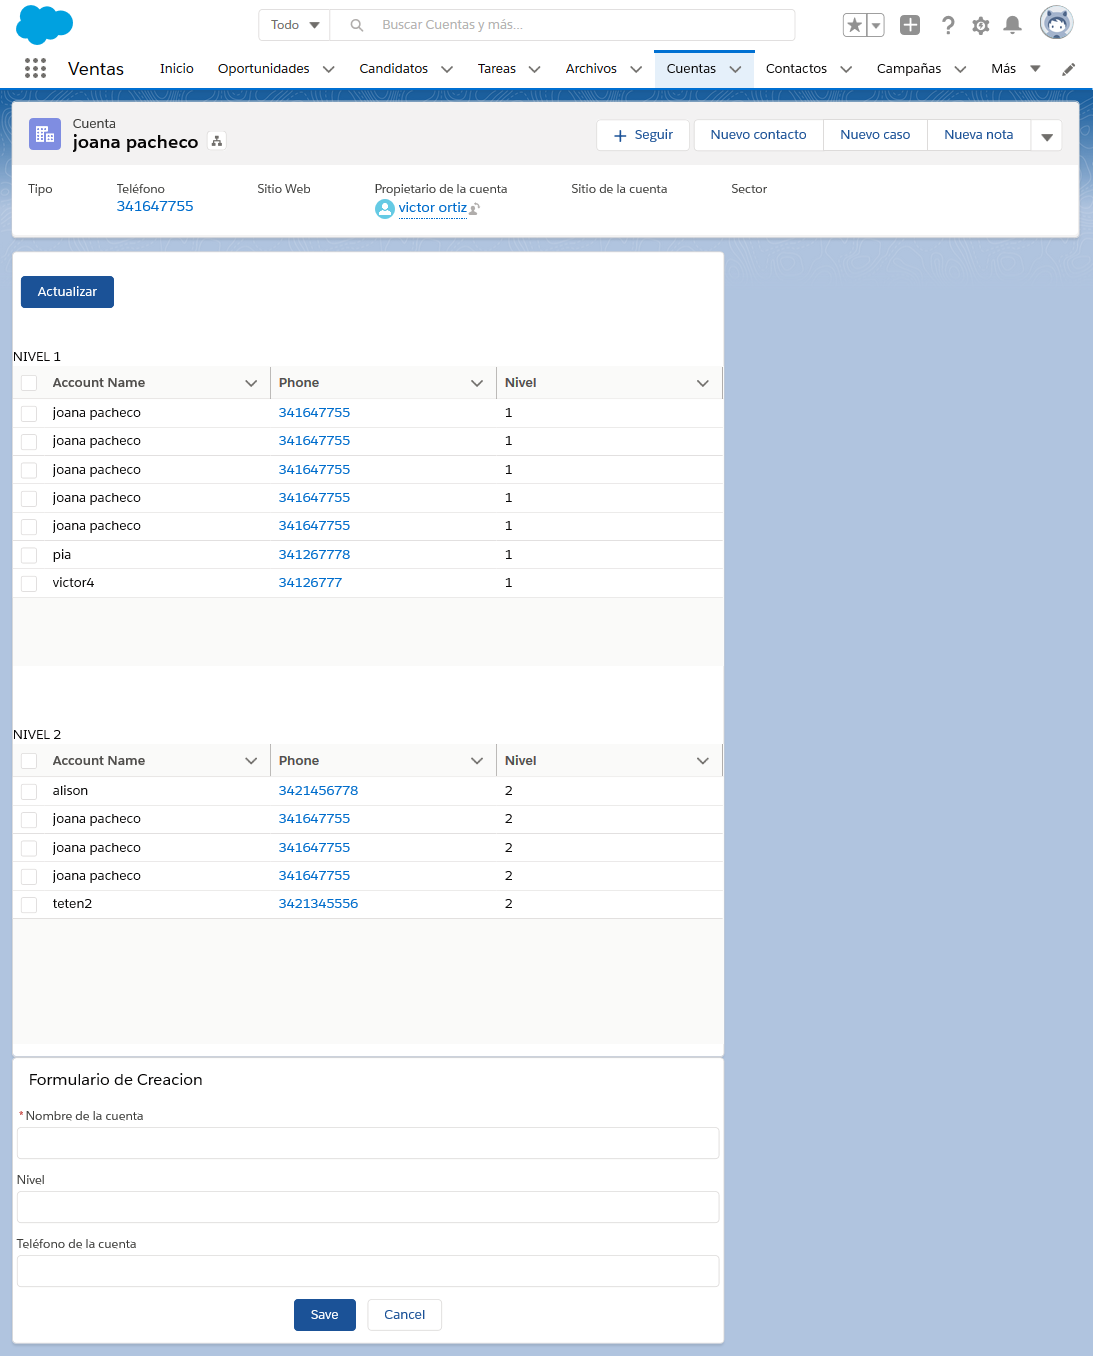 Todo Buscar Cuentas y más...
Ventas Inicio Oportunidades Candidatos Tareas Archivos Cuentas Contactos Campañas Más
Cuenta
joana pacheco
Seguir Nuevo contacto Nuevo caso Nueva nota
Tipo Teléfono Sitio Web Propietario de la cuenta Sitio de la cuenta Sector
341647755 victor ortiz
Actualizar
NIVEL 1
Account Name Phone Nivel
joana pacheco 341647755 1
joana pacheco 341647755 1
joana pacheco 341647755 1
joana pacheco 341647755 1
joana pacheco 341647755 1
pia 341267778 1
victor4 34126777 1
NIVEL 2
Account Name Phone Nivel
alison 3421456778 2
joana pacheco 341647755 2
joana pacheco 341647755 2
joana pacheco 341647755 2
teten2 3421345556 2
Formulario de Creacion
* Nombre de la cuenta
Nivel
Teléfono de la cuenta
Save Cancel